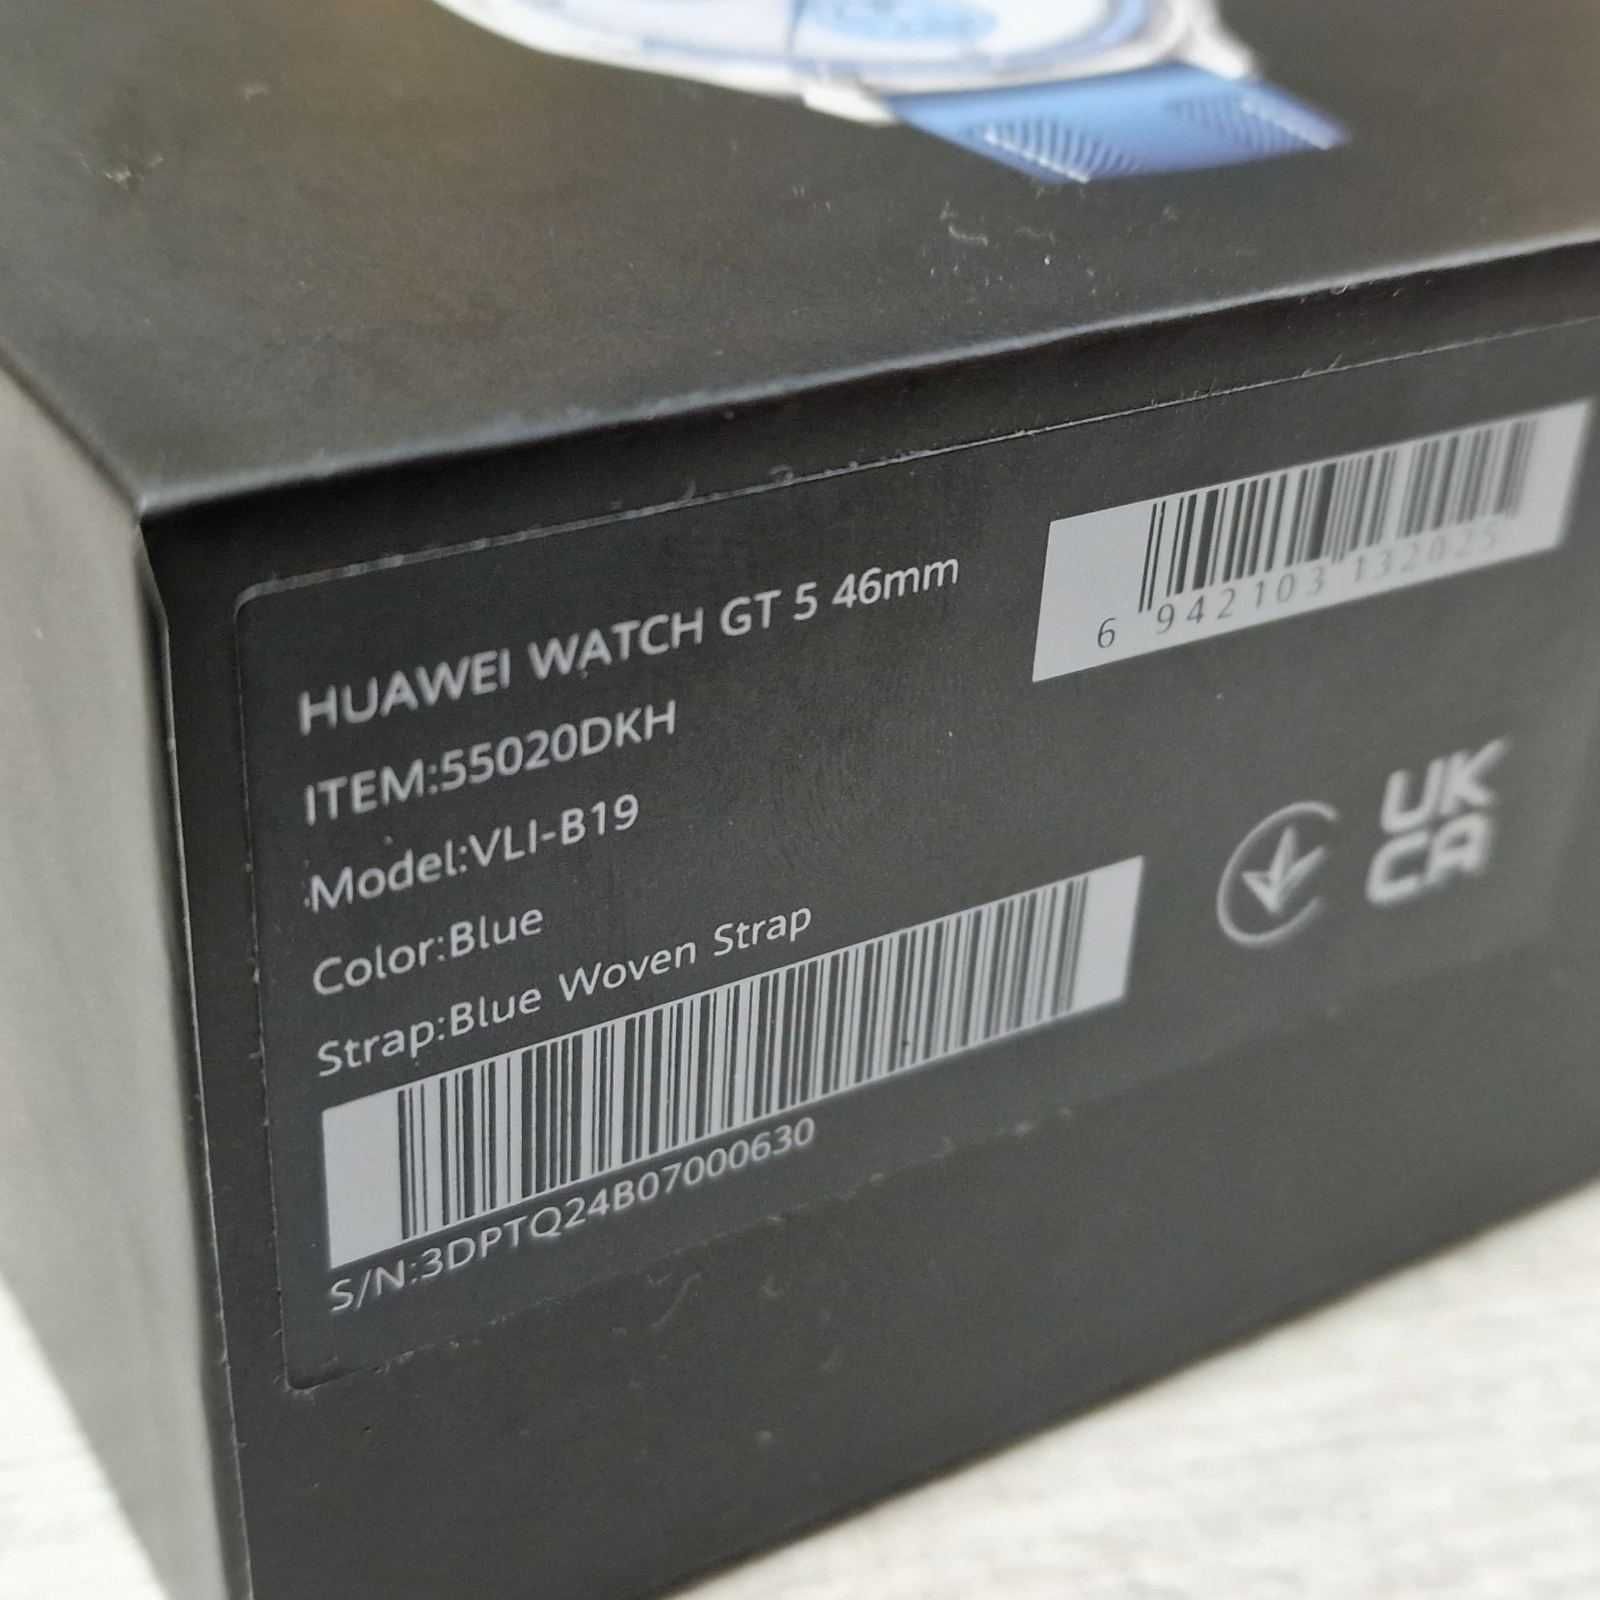 HUAWEI WATCH GT 5 46mm
ITEM:55020DKH
Model:VLI-B19
Color:Blue
Strap:Blue Woven Strap
S/N:3DPTQ24B07000630
6 942103 132025
UK
CA